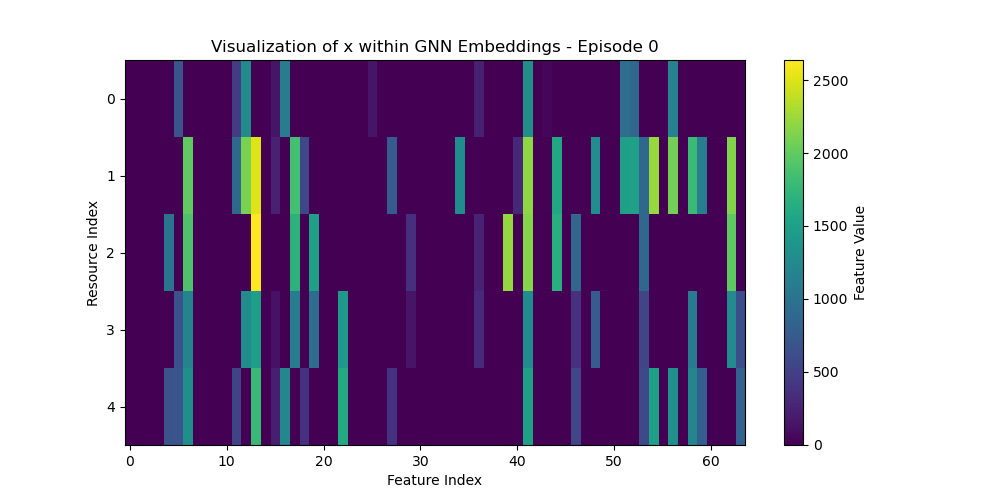 Visualization of x within GNN Embeddings - Episode 0
Resource Index
0
1
2
3
4
0 10 20 30 40 50 60
Feature Index
2500
2000
1500
1000
500
0
Feature Value